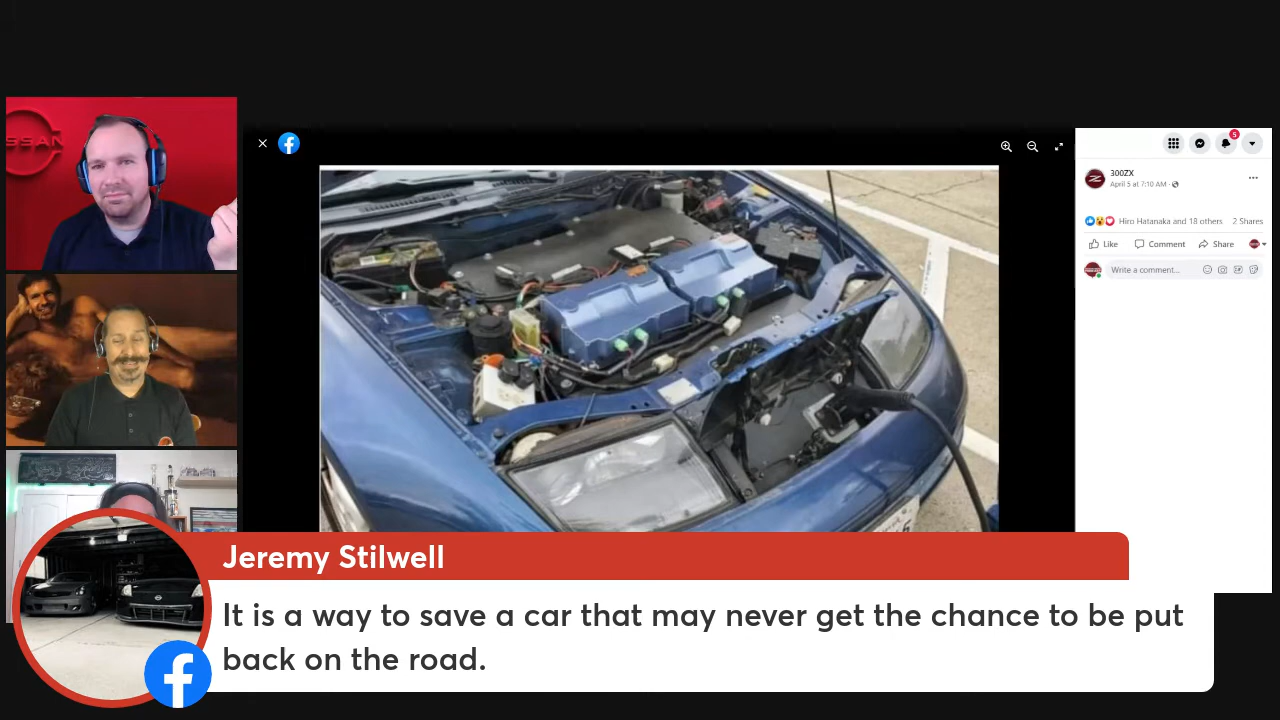 NISSAN
5
300ZX
April 5 at 7:10 AM ·
Hiro Hatanaka and 18 others 2 Shares
Like Comment Share
Write a comment...
Jeremy Stilwell
It is a way to save a car that may never get the chance to be put
back on the road.